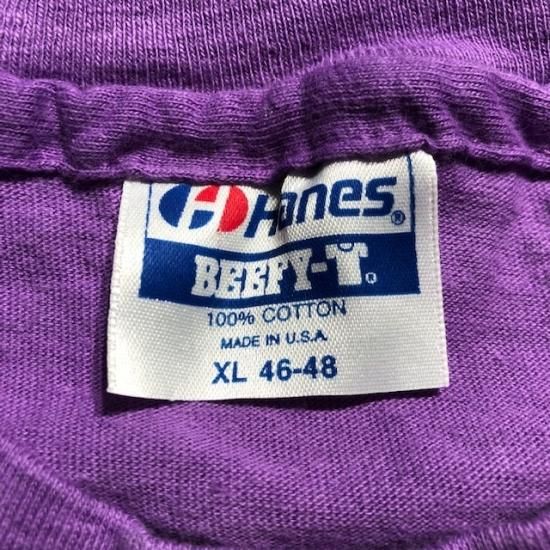 Hanes®
BEEFY-T®
100% COTTON
MADE IN U.S.A.
XL 46-48